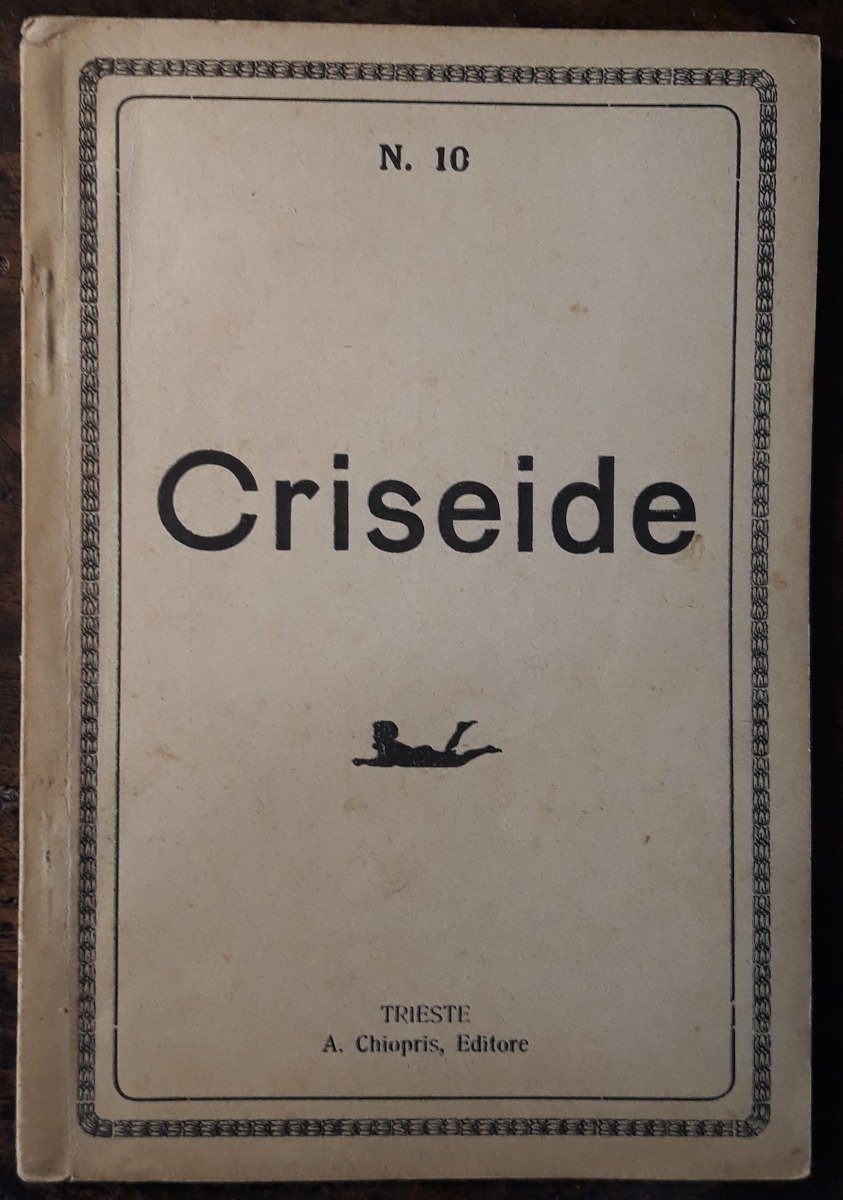 N. 10
Criseide
TRIESTE
A. Chiopris, Editore